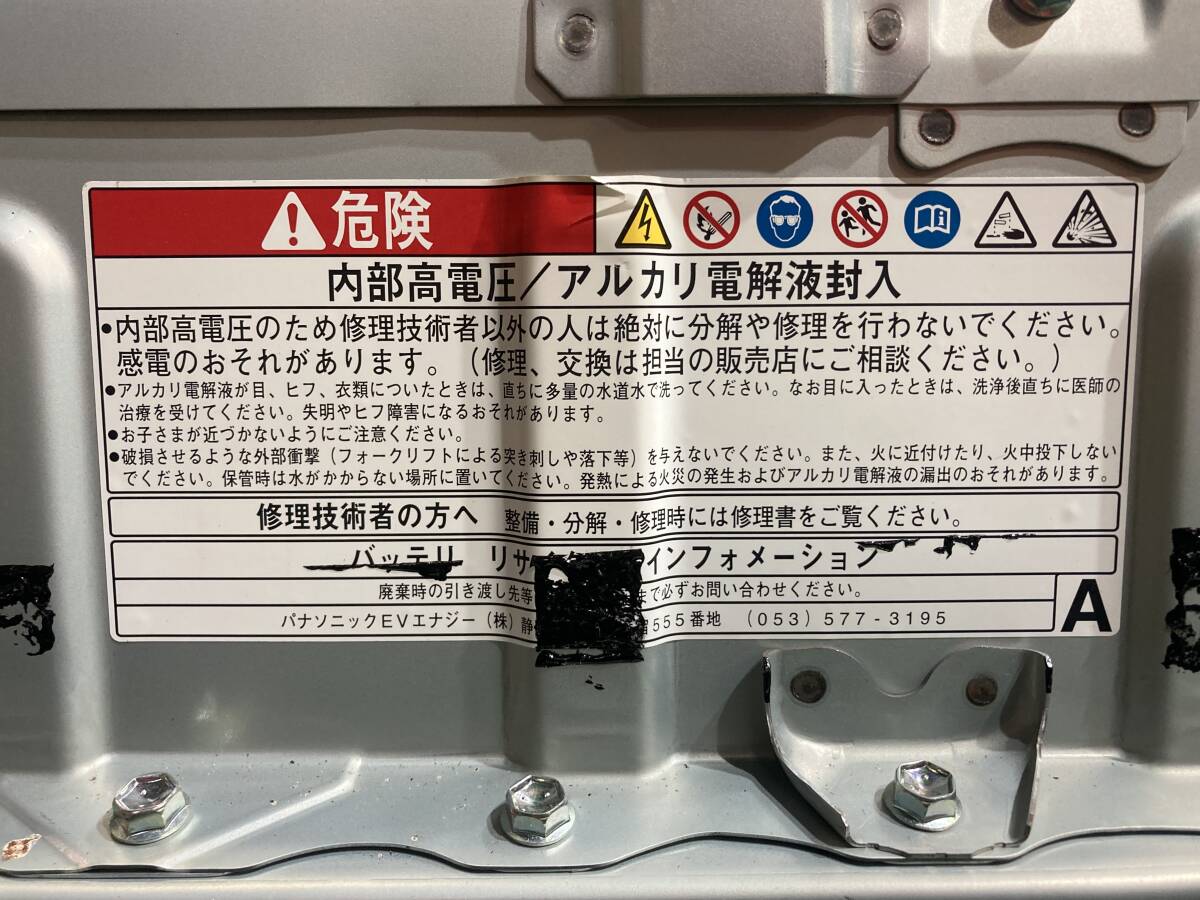 危険
内部高電圧/アルカリ電解液封入
●内部高電圧のため修理技術者以外の人は絶対に分解や修理を行わないでください。
感電のおそれがあります。(修理、交換は担当の販売店にご相談ください。)
●アルカリ電解液が目、ヒフ、衣類についたときは、直ちに多量の水道水で洗ってください。なお目に入ったときは、洗浄後直ちに医師の
治療を受けてください。失明やヒフ障害になるおそれがあります。
●お子さまが近づかないようにご注意ください。
●破損させるような外部衝撃(フォークリフトによる突き刺しや落下等)を与えないでください。また、火に近付けたり、火中投下しない
でください。保管時は水がかからない場所に置いてください。発熱による火災の発生およびアルカリ電解液の漏出のおそれがあります。
修理技術者の方へ 整備・分解・修理時には修理書をご覧ください。
バッテリ リサ インフォメーション
廃棄時の引き渡し先等 まで必ずお問い合わせください。
パナソニックEVエナジー(株)静 555番地 (053)577-3195
A